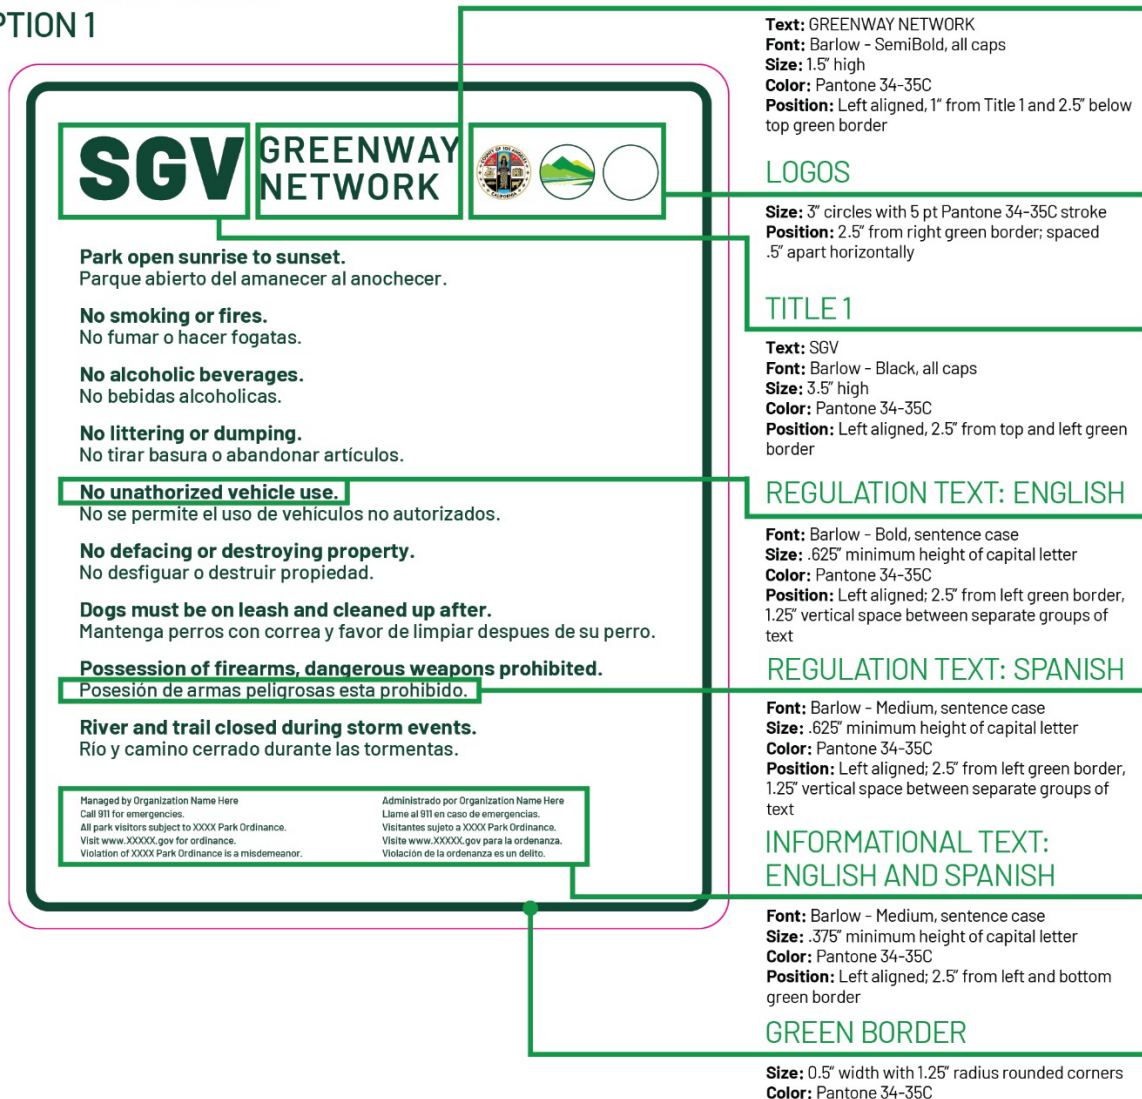 PTION 1
SGV
GREENWAY
NETWORK
COUNTY OF LOS ANGELES
CALIFORNIA
Park open sunrise to sunset.
Parque abierto del amanecer al anochecer.
No smoking or fires.
No fumar o hacer fogatas.
No alcoholic beverages.
No bebidas alcoholicas.
No littering or dumping.
No tirar basura o abandonar artículos.
No unathorized vehicle use.
No se permite el uso de vehículos no autorizados.
No defacing or destroying property.
No desfiguar o destruir propiedad.
Dogs must be on leash and cleaned up after.
Mantenga perros con correa y favor de limpiar despues de su perro.
Possession of firearms, dangerous weapons prohibited.
Posesión de armas peligrosas esta prohibido.
River and trail closed during storm events.
Río y camino cerrado durante las tormentas.
Managed by Organization Name Here
Call 911 for emergencies.
All park visitors subject to XXXX Park Ordinance.
Visit www.XXXXX.gov for ordinance.
Violation of XXXX Park Ordinance is a misdemeanor.
Administrado por Organization Name Here
Llame al 911 en caso de emergencias.
Visitantes sujeto a XXXX Park Ordinance.
Visite www.XXXXX.gov para la ordenanza.
Violación de la ordenanza es un delito.
Text: GREENWAY NETWORK
Font: Barlow - SemiBold, all caps
Size: 1.5" high
Color: Pantone 34-35C
Position: Left aligned, 1" from Title 1 and 2.5" below
top green border
LOGOS
Size: 3" circles with 5 pt Pantone 34-35C stroke
Position: 2.5" from right green border; spaced
.5" apart horizontally
TITLE 1
Text: SGV
Font: Barlow - Black, all caps
Size: 3.5" high
Color: Pantone 34-35C
Position: Left aligned, 2.5" from top and left green
border
REGULATION TEXT: ENGLISH
Font: Barlow - Bold, sentence case
Size: .625" minimum height of capital letter
Color: Pantone 34-35C
Position: Left aligned; 2.5" from left green border,
1.25" vertical space between separate groups of
text
REGULATION TEXT: SPANISH
Font: Barlow - Medium, sentence case
Size: .625" minimum height of capital letter
Color: Pantone 34-35C
Position: Left aligned; 2.5" from left green border,
1.25" vertical space between separate groups of
text
INFORMATIONAL TEXT:
ENGLISH AND SPANISH
Font: Barlow - Medium, sentence case
Size: .375" minimum height of capital letter
Color: Pantone 34-35C
Position: Left aligned; 2.5" from left and bottom
green border
GREEN BORDER
Size: 0.5" width with 1.25" radius rounded corners
Color: Pantone 34-35C